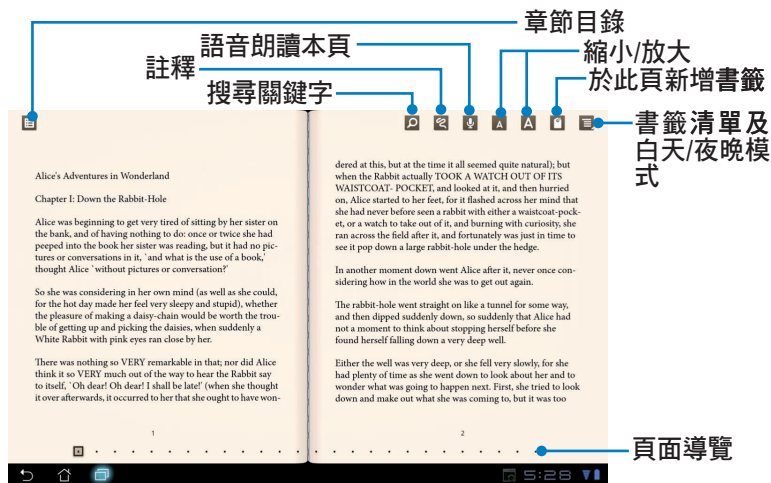 章節目錄
語音朗讀本頁
縮小/放大
註釋
於此頁新增書籤
搜尋關鍵字
書籤清單及
白天/夜晚模
式
A
A
Alice's Adventures in Wonderland
Chapter I: Down the Rabbit-Hole
Alice was beginning to get very tired of sitting by her sister on
the bank, and of having nothing to do: once or twice she had
peeped into the book her sister was reading, but it had no pic-
tures or conversations in it, `and what is the use of a book,'
thought Alice `without pictures or conversation?'
So she was considering in her own mind (as well as she could,
for the hot day made her feel very sleepy and stupid), whether
the pleasure of making a daisy-chain would be worth the trou-
ble of getting up and picking the daisies, when suddenly a
White Rabbit with pink eyes ran close by her.
There was nothing so VERY remarkable in that; nor did Alice
think it so VERY much out of the way to hear the Rabbit say
to itself, `Oh dear! Oh dear! I shall be late!' (when she thought
it over afterwards, it occurred to her that she ought to have won-
1
dered at this, but at the time it all seemed quite natural); but
when the Rabbit actually TOOK A WATCH OUT OF ITS
WAISTCOAT- POCKET, and looked at it, and then hurried
on, Alice started to her feet, for it flashed across her mind that
she had never before seen a rabbit with either a waistcoat-pock-
et, or a watch to take out of it, and burning with curiosity, she
ran across the field after it, and fortunately was just in time to
see it pop down a large rabbit-hole under the hedge.
In another moment down went Alice after it, never once con-
sidering how in the world she was to get out again.
The rabbit-hole went straight on like a tunnel for some way,
and then dipped suddenly down, so suddenly that Alice had
not a moment to think about stopping herself before she
found herself falling down a very deep well.
Either the well was very deep, or she fell very slowly, for she
had plenty of time as she went down to look about her and to
wonder what was going to happen next. First, she tried to look
down and make out what she was coming to, but it was too
2
頁面導覽
5:28